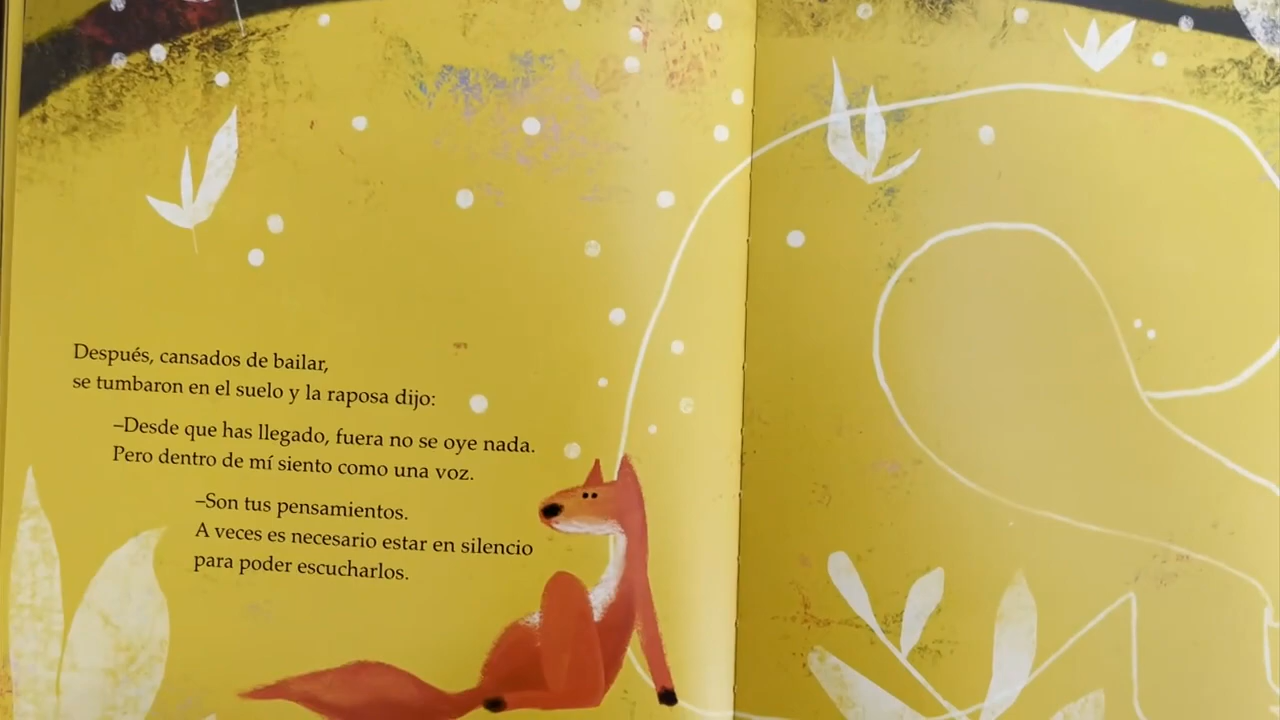 Después, cansados de bailar,
se tumbaron en el suelo y la raposa dijo:
–Desde que has llegado, fuera no se oye nada.
Pero dentro de mí siento como una voz.
–Son tus pensamientos.
A veces es necesario estar en silencio
para poder escucharlos.